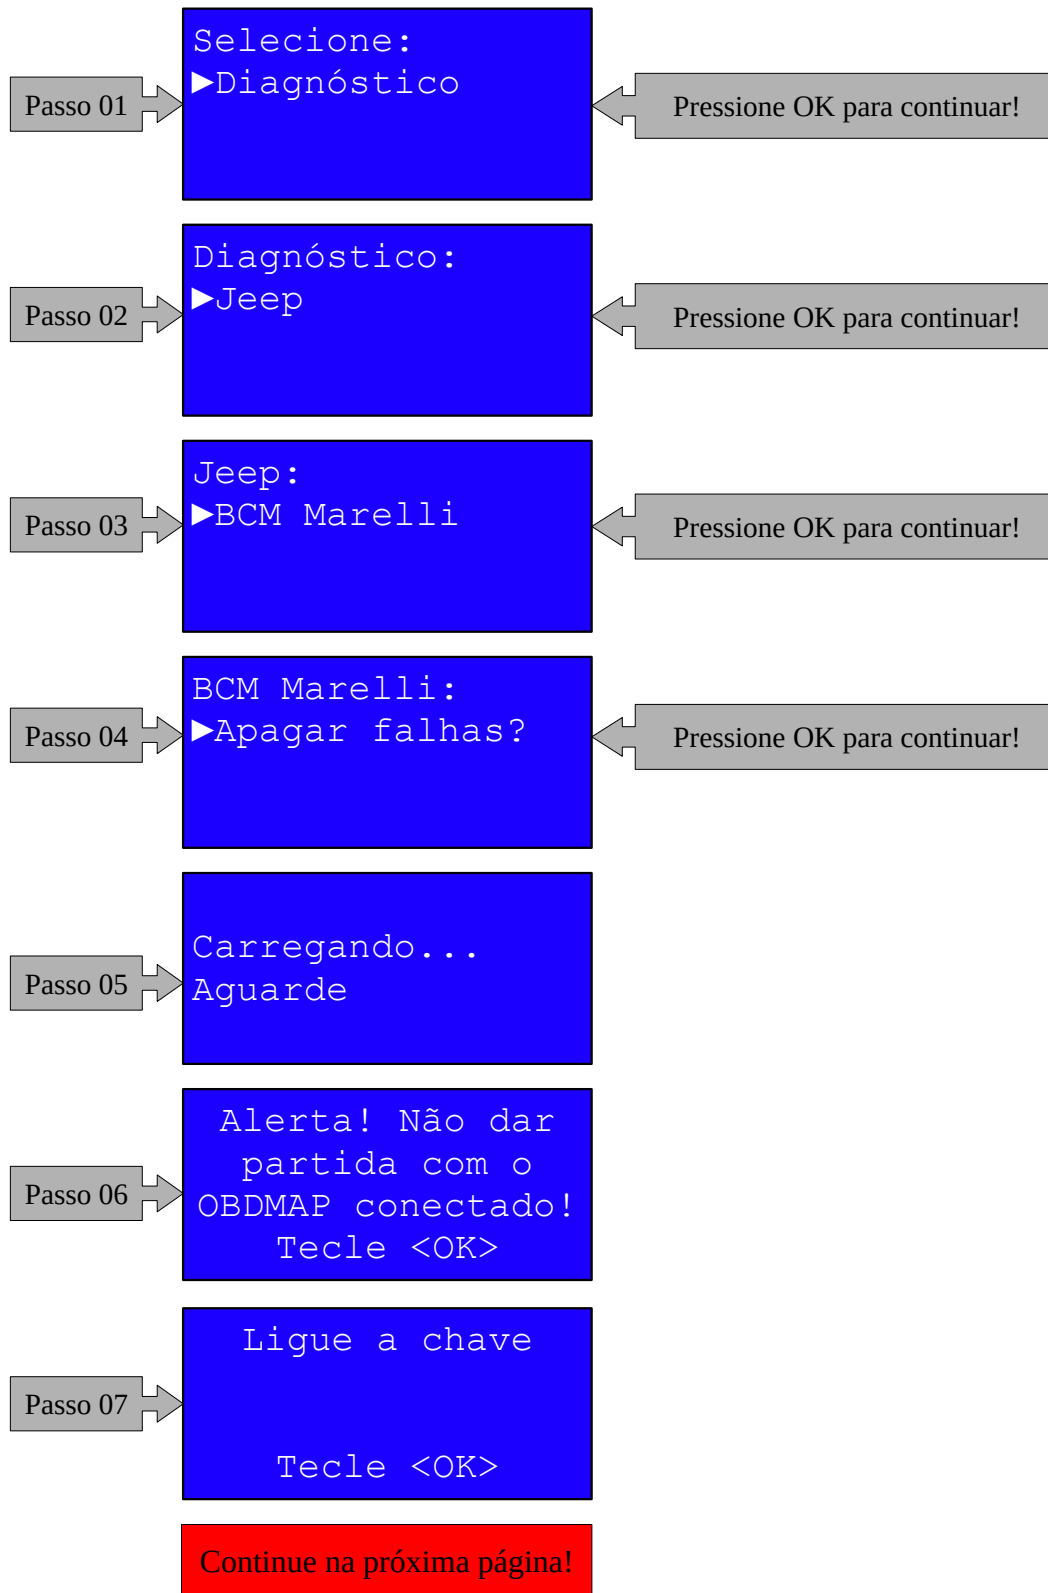 Selecione:
►Diagnóstico
Passo 01
Pressione OK para continuar!
Diagnóstico:
►Jeep
Passo 02
Pressione OK para continuar!
Jeep:
►BCM Marelli
Passo 03
Pressione OK para continuar!
BCM Marelli:
►Apagar falhas?
Passo 04
Pressione OK para continuar!
Carregando...
Aguarde
Passo 05
Alerta! Não dar
partida com o
OBDMAP conectado!
Tecle <OK>
Passo 06
Ligue a chave
Tecle <OK>
Passo 07
Continue na próxima página!